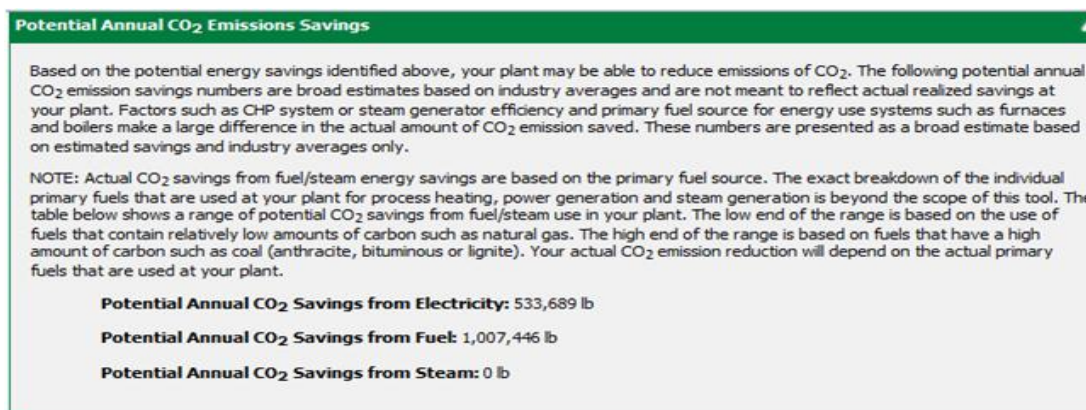 Potential Annual CO2 Emissions Savings
Based on the potential energy savings identified above, your plant may be able to reduce emissions of CO2. The following potential annual
CO2 emission savings numbers are broad estimates based on industry averages and are not meant to reflect actual realized savings at
your plant. Factors such as CHP system or steam generator efficiency and primary fuel source for energy use systems such as furnaces
and boilers make a large difference in the actual amount of CO2 emission saved. These numbers are presented as a broad estimate based
on estimated savings and industry averages only.
NOTE: Actual CO2 savings from fuel/steam energy savings are based on the primary fuel source. The exact breakdown of the individual
primary fuels that are used at your plant for process heating, power generation and steam generation is beyond the scope of this tool. The
table below shows a range of potential CO2 savings from fuel/steam use in your plant. The low end of the range is based on the use of
fuels that contain relatively low amounts of carbon such as natural gas. The high end of the range is based on fuels that have a high
amount of carbon such as coal (anthracite, bituminous or lignite). Your actual CO2 emission reduction will depend on the actual primary
fuels that are used at your plant.
Potential Annual CO2 Savings from Electricity: 533,689 lb
Potential Annual CO2 Savings from Fuel: 1,007,446 lb
Potential Annual CO2 Savings from Steam: 0 lb